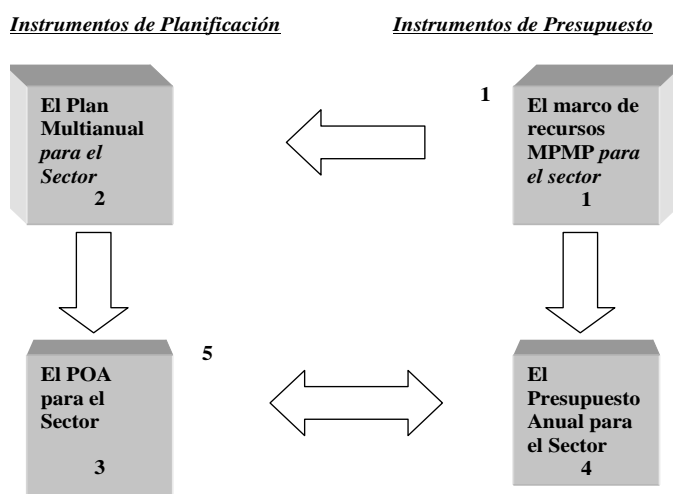 Instrumentos de Planificación
Instrumentos de Presupuesto
El Plan
Multianual
para el
Sector
2
1
El marco de
recursos
MPMP para
el sector
1
El POA
para el
Sector
3
5
El
Presupuesto
Anual para
el Sector
4